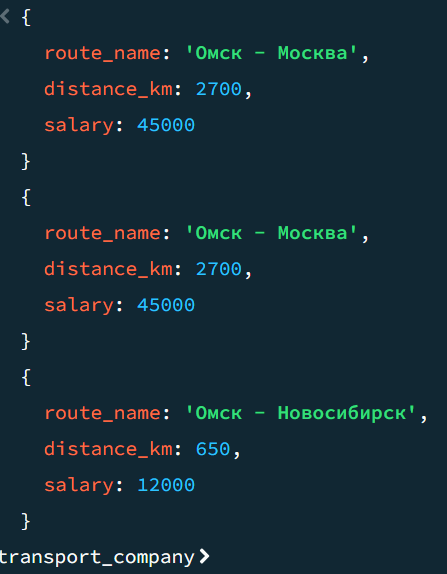 {
route_name: 'Омск - Москва',
distance_km: 2700,
salary: 45000
}
{
route_name: 'Омск - Москва',
distance_km: 2700,
salary: 45000
}
{
route_name: 'Омск - Новосибирск',
distance_km: 650,
salary: 12000
}
transport_company>